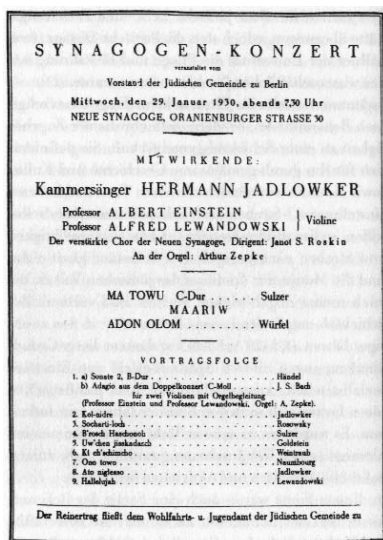 SYNAGOGEN-KONZERT
veranstaltet vom
Vorstand der Jüdischen Gemeinde zu Berlin
Mittwoch, den 29. Januar 1930, abends 7,30 Uhr
NEUE SYNAGOGE, ORANIENBURGER STRASSE 30
MITWIRKENDE:
Kammersänger HERMANN JADLOWKER
Professor ALBERT EINSTEIN
Professor ALFRED LEWANDOWSKI } Violine
Der verstärkte Chor der Neuen Synagoge, Dirigent: Janot S. Roskin
An der Orgel: Arthur Zepke
MA TOWU C-Dur . . . . . Sulzer
MAARIW
ADON OLOM . . . . . . . Würfel
VORTRAGSFOLGE
1. a) Sonate 2, B-Dur . . . . . Händel
b) Adagio aus dem Doppelkonzert C-Moll . . . . . J. S. Bach
für zwei Violinen mit Orgelbegleitung
(Professor Einstein und Professor Lewandowski, Orgel: A. Zepke).
2. Kol-nidre . . . . . Jadlowker
3. Socharti-loch . . . . . Rosowsky
4. B'rosch Haschonoh . . . . . Sulzer
5. Uw'deen jisskadasch . . . . . Goldstein
6. Ki ch'schimcho . . . . . Weintraub
7. Ono towo . . . . . Naumbourg
8. Ato niglesso . . . . . Jadlowker
9. Hallelujah . . . . . Lewandowski
Der Reinertrag fließt dem Wohlfahrts- u. Jugendamt der Jüdischen Gemeinde zu